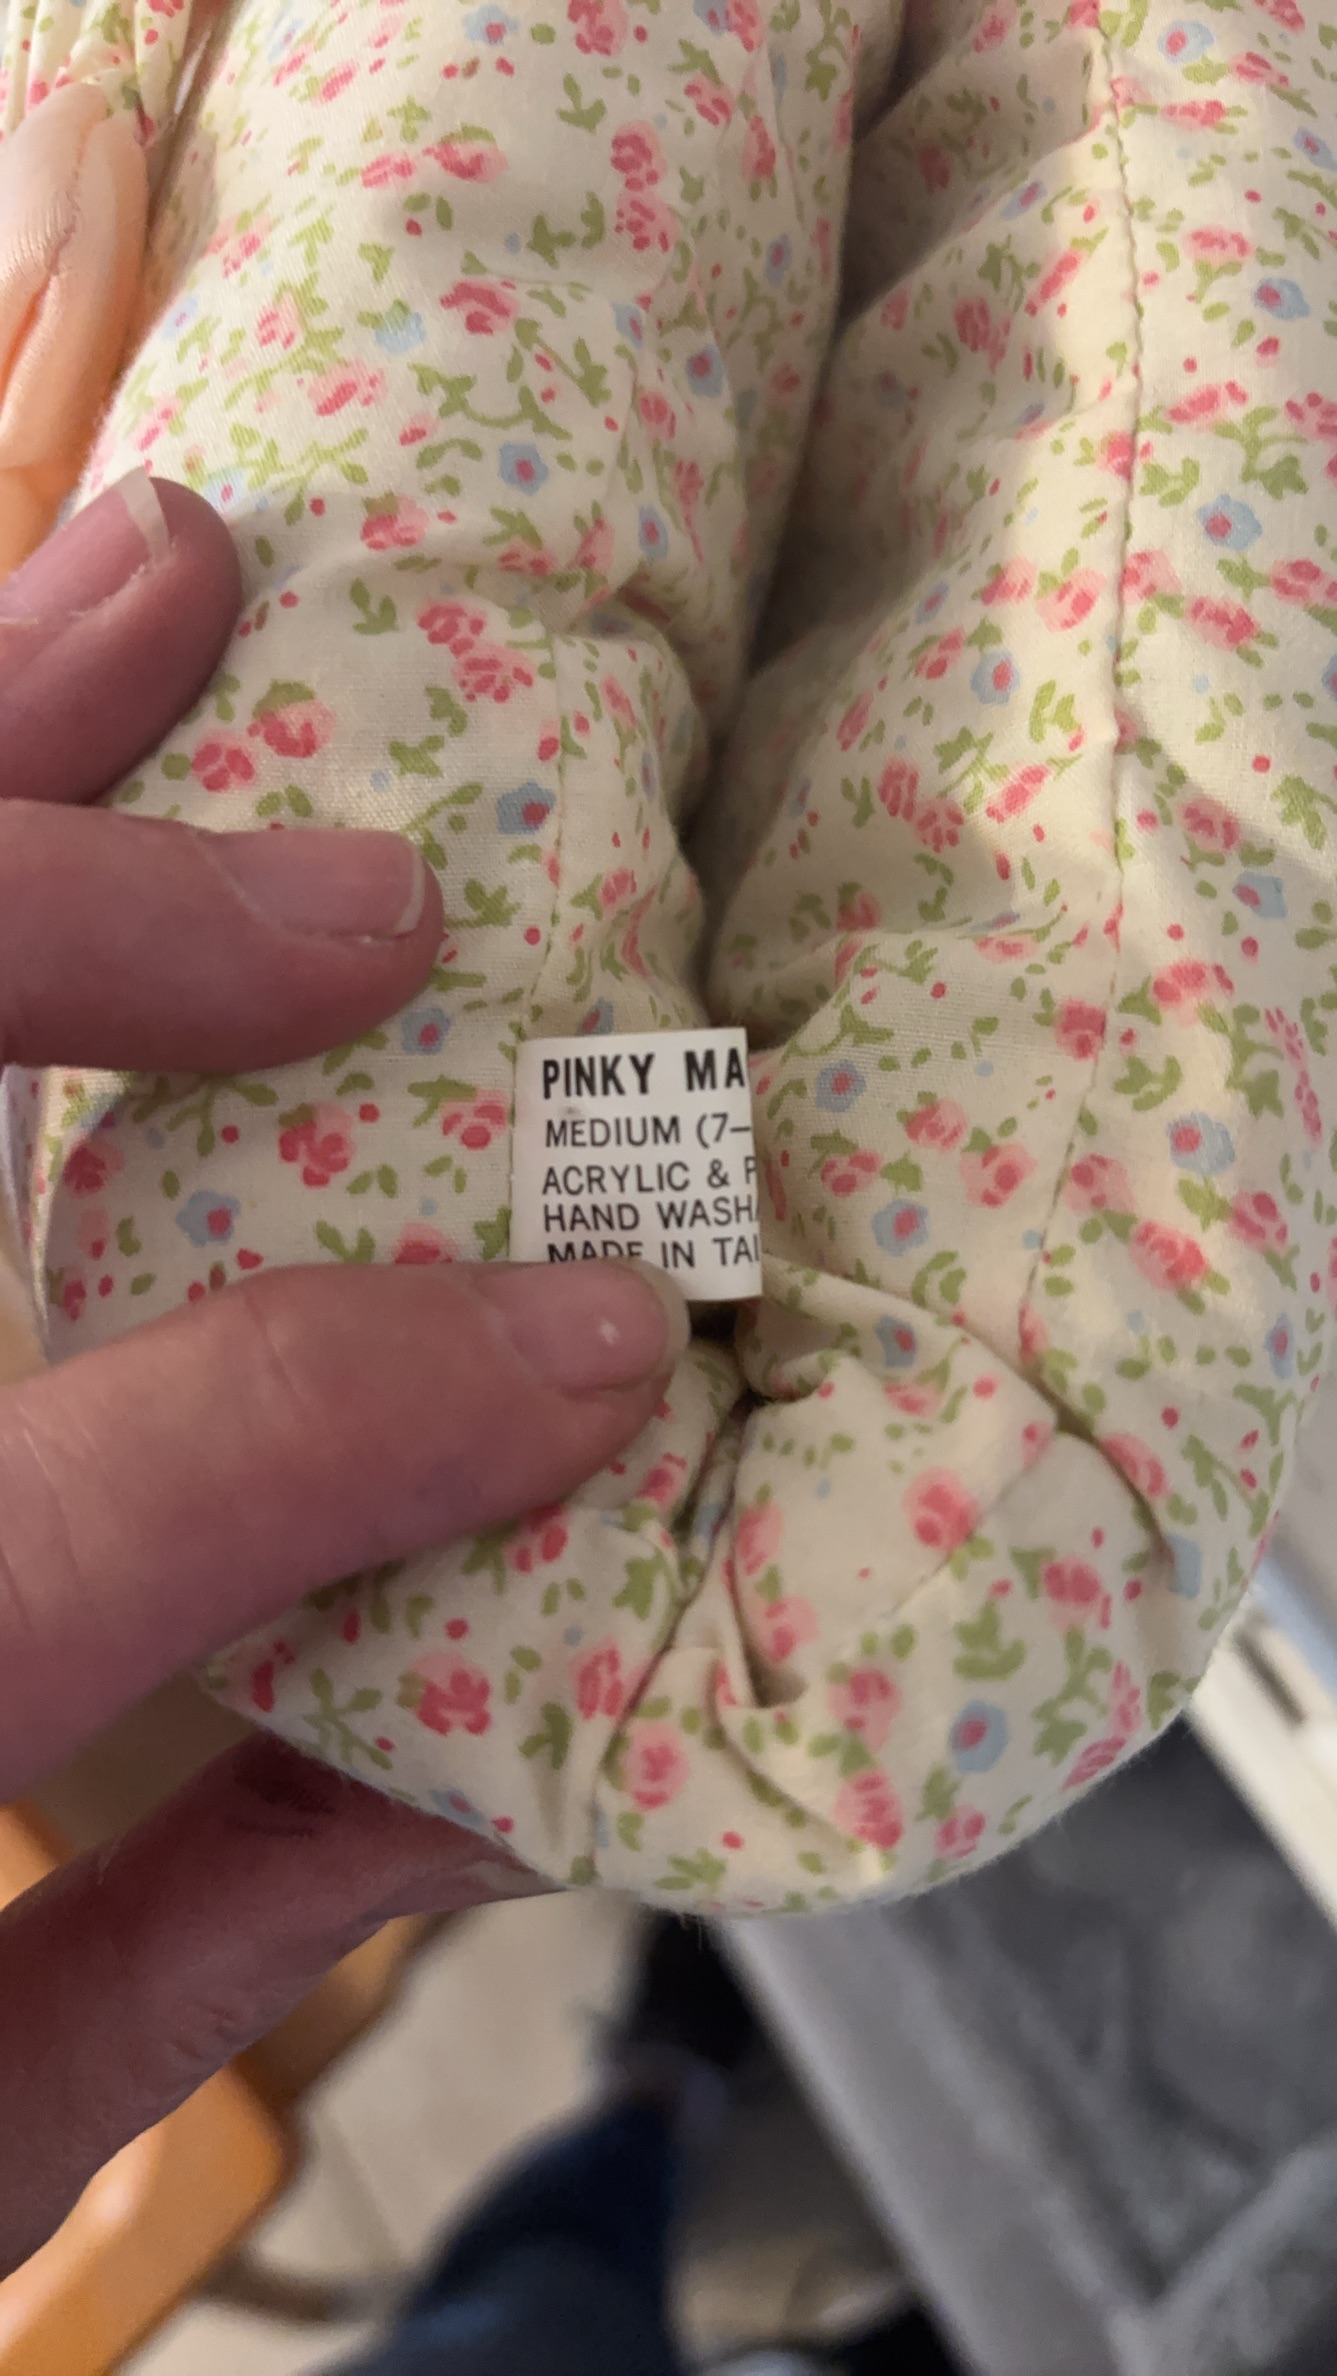 PINKY MA
MEDIUM (7–
ACRYLIC & P
HAND WASHA
MADE IN TAI